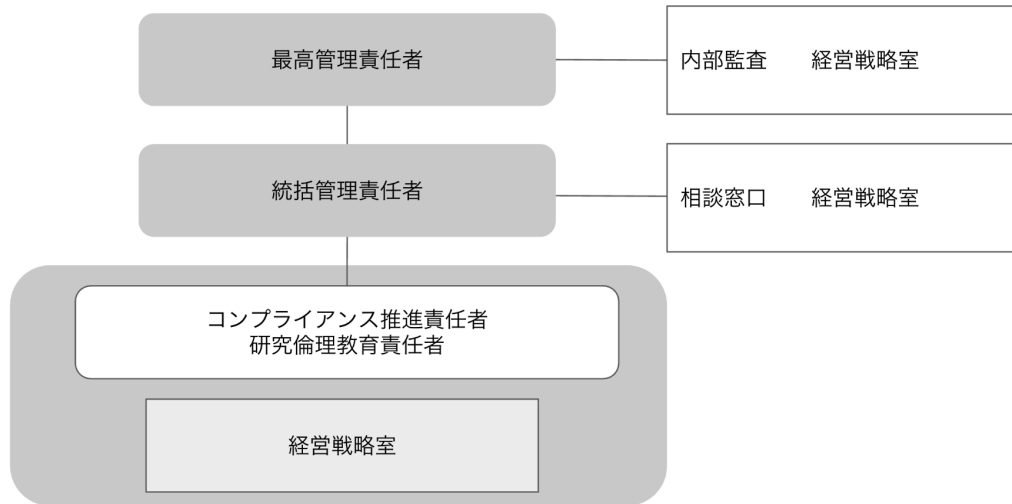 最高管理責任者
内部監査　　経営戦略室
統括管理責任者
相談窓口　　経営戦略室
コンプライアンス推進責任者
研究倫理教育責任者
経営戦略室